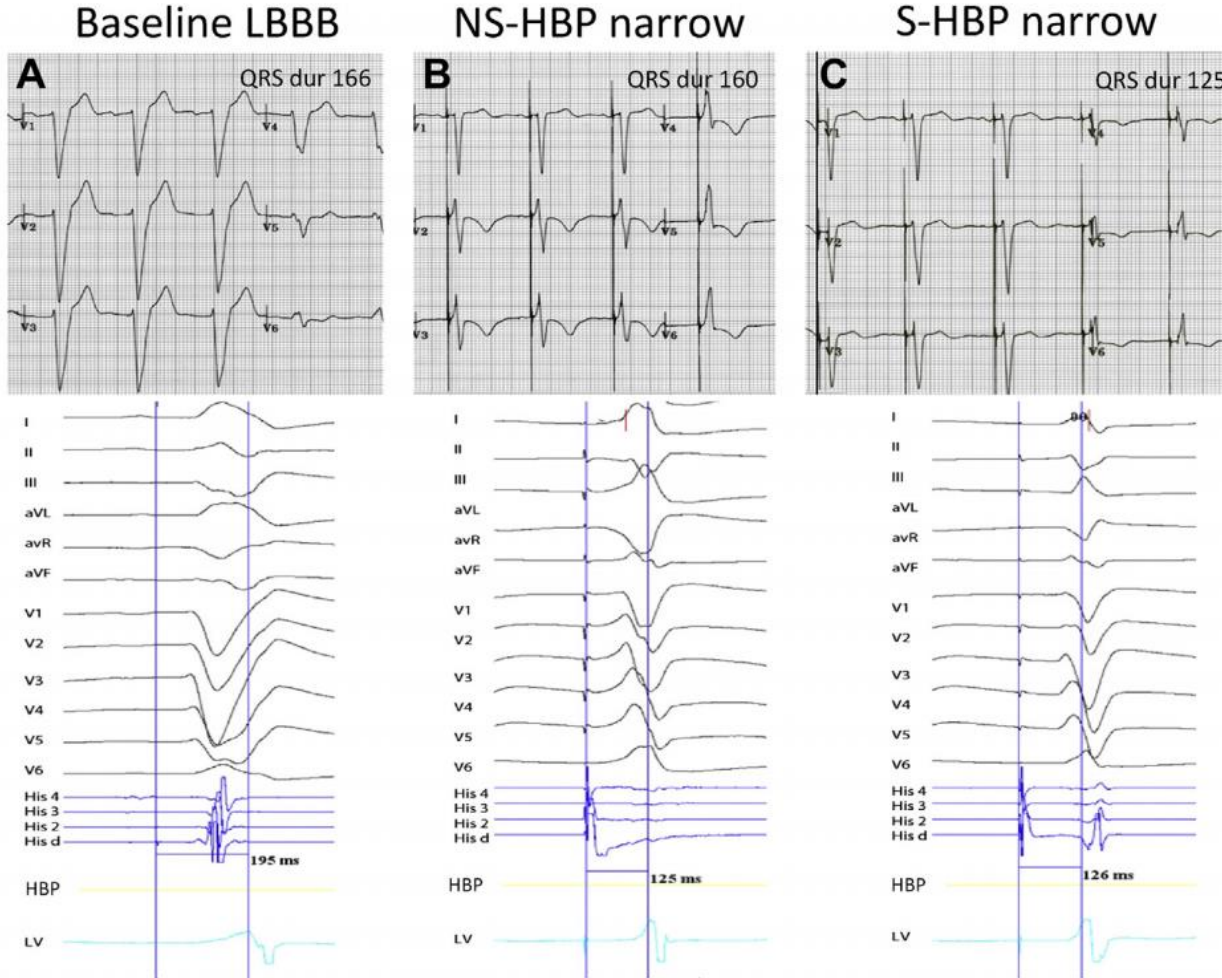 Baseline LBBB
NS-HBP narrow
S-HBP narrow
A
QRS dur 166
V1
V4
V2
V5
V3
V6
B
QRS dur 160
V1
V4
V2
V5
V3
V6
C
QRS dur 125
V1
V4
V2
V5
V3
V6
I
II
III
aVL
avR
aVF
V1
V2
V3
V4
V5
V6
His 4
His 3
His 2
His d
195 ms
HBP
LV
I
II
III
aVL
avR
aVF
V1
V2
V3
V4
V5
V6
His 4
His 3
His 2
His d
125 ms
HBP
LV
I
II
III
aVL
avR
aVF
V1
V2
V3
V4
V5
V6
His 4
His 3
His 2
His d
126 ms
HBP
LV